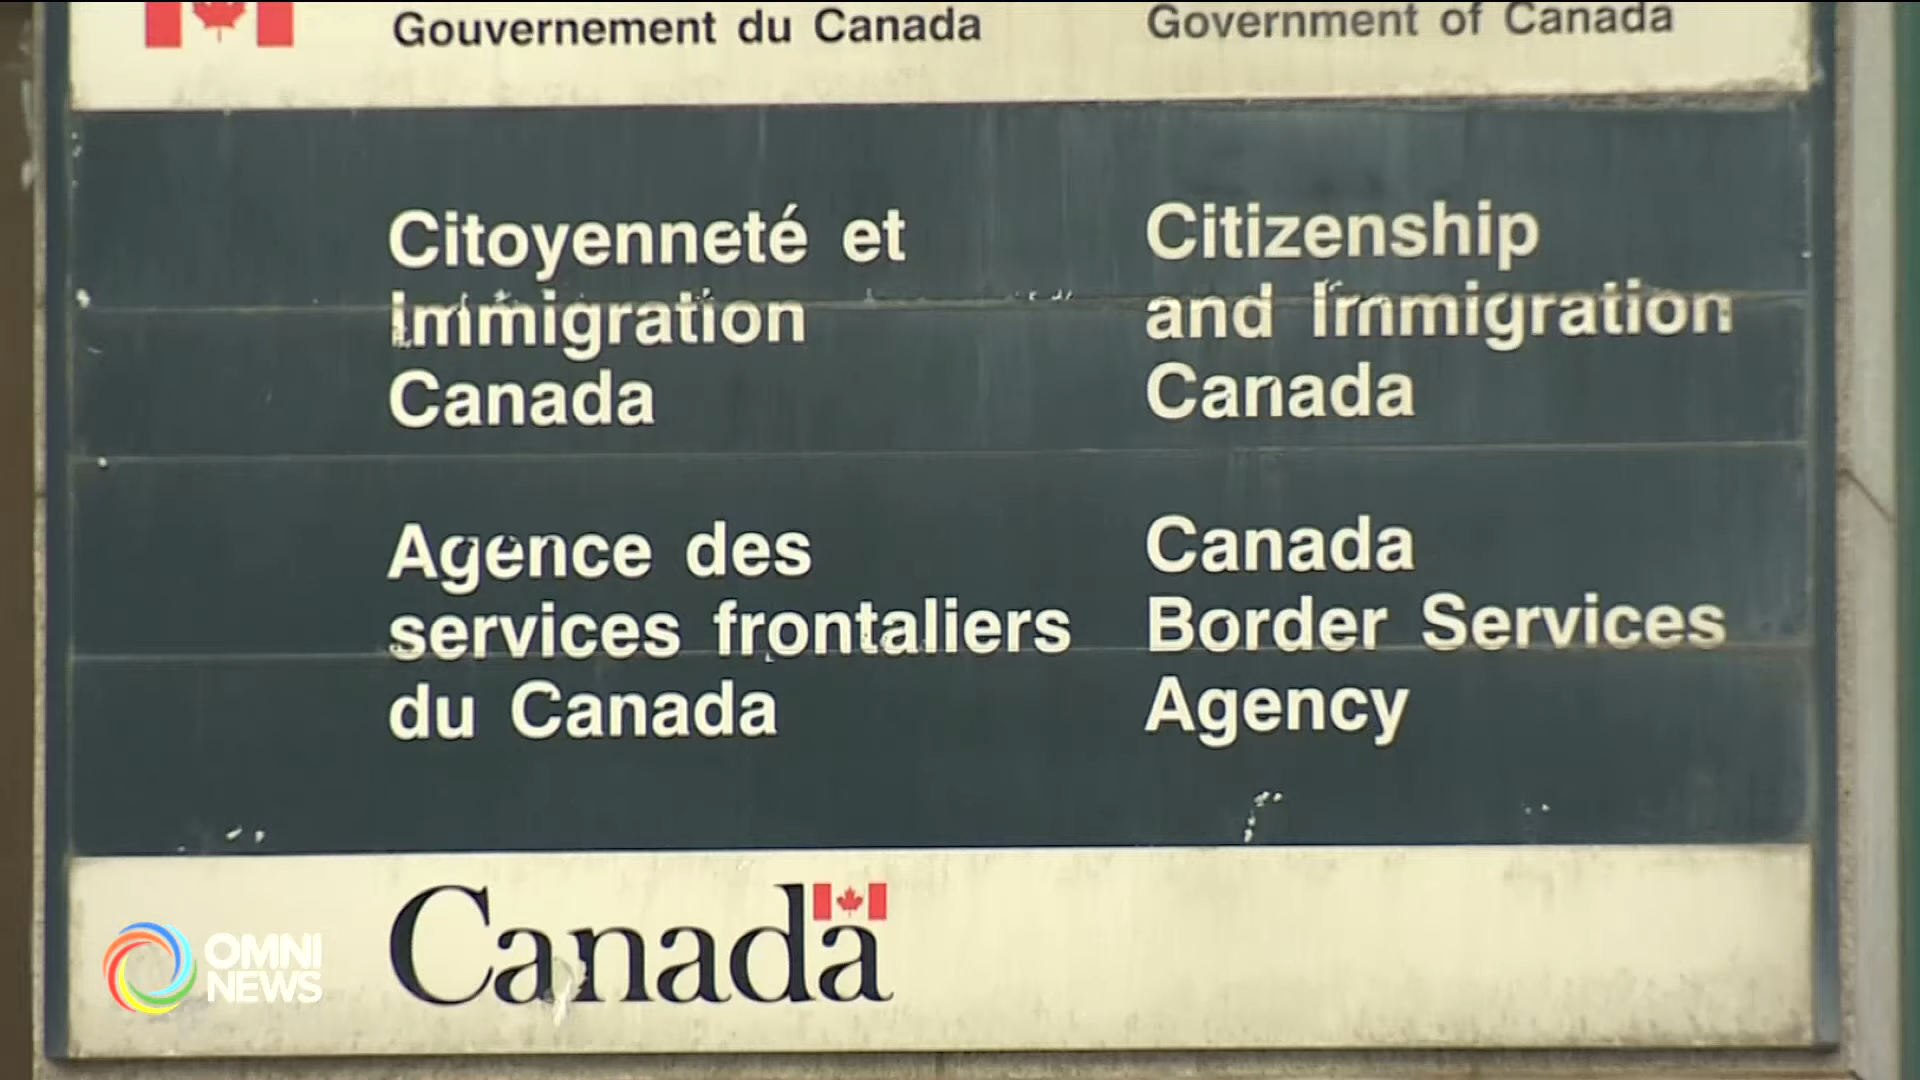 Gouvernement du Canada
Government of Canada
Citoyenneté et
Immigration
Canada
Citizenship
and Immigration
Canada
Agence des
services frontaliers
du Canada
Canada
Border Services
Agency
Canada
OMNI
NEWS